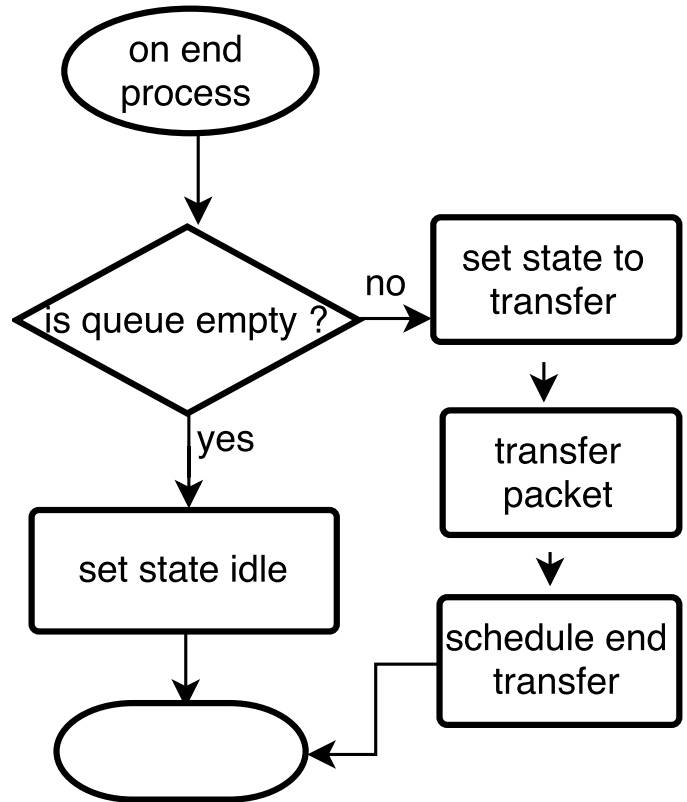 on end
process
is queue empty ?
no
set state to
transfer
yes
transfer
packet
set state idle
schedule end
transfer